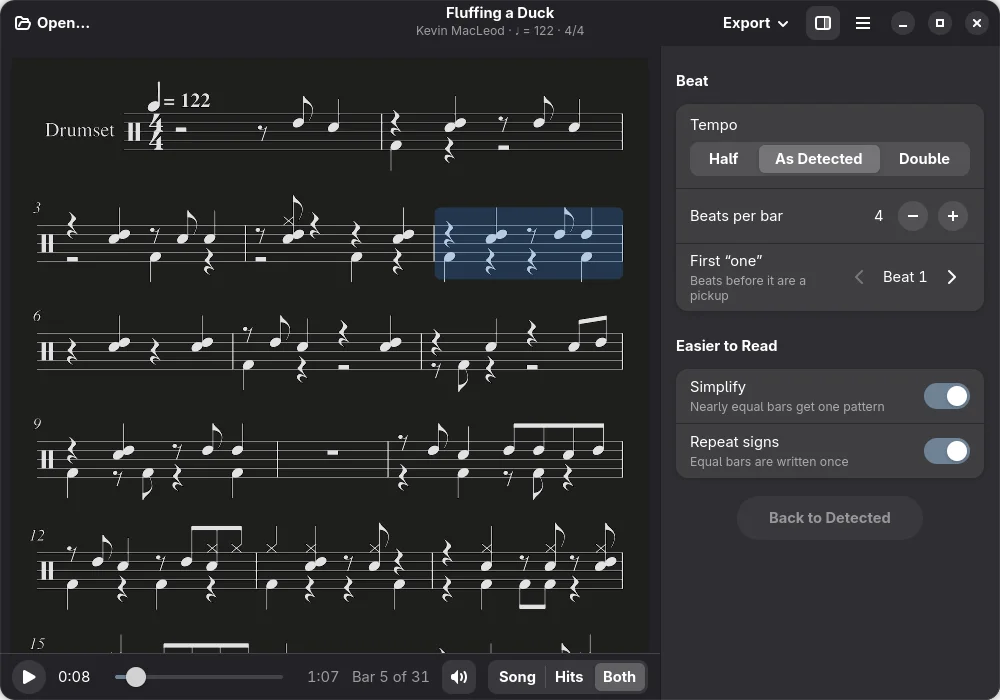 Open...
Fluffing a Duck
Kevin MacLeod · ♩ = 122 · 4/4
Export
Beat
Tempo
Half
As Detected
Double
Beats per bar
4
First “one”
Beats before it are a
pickup
Beat 1
Easier to Read
Simplify
Nearly equal bars get one pattern
Repeat signs
Equal bars are written once
Back to Detected
♩ = 122
Drumset
4
4
3
6
9
12
15
0:08
1:07
Bar 5 of 31
Song
Hits
Both